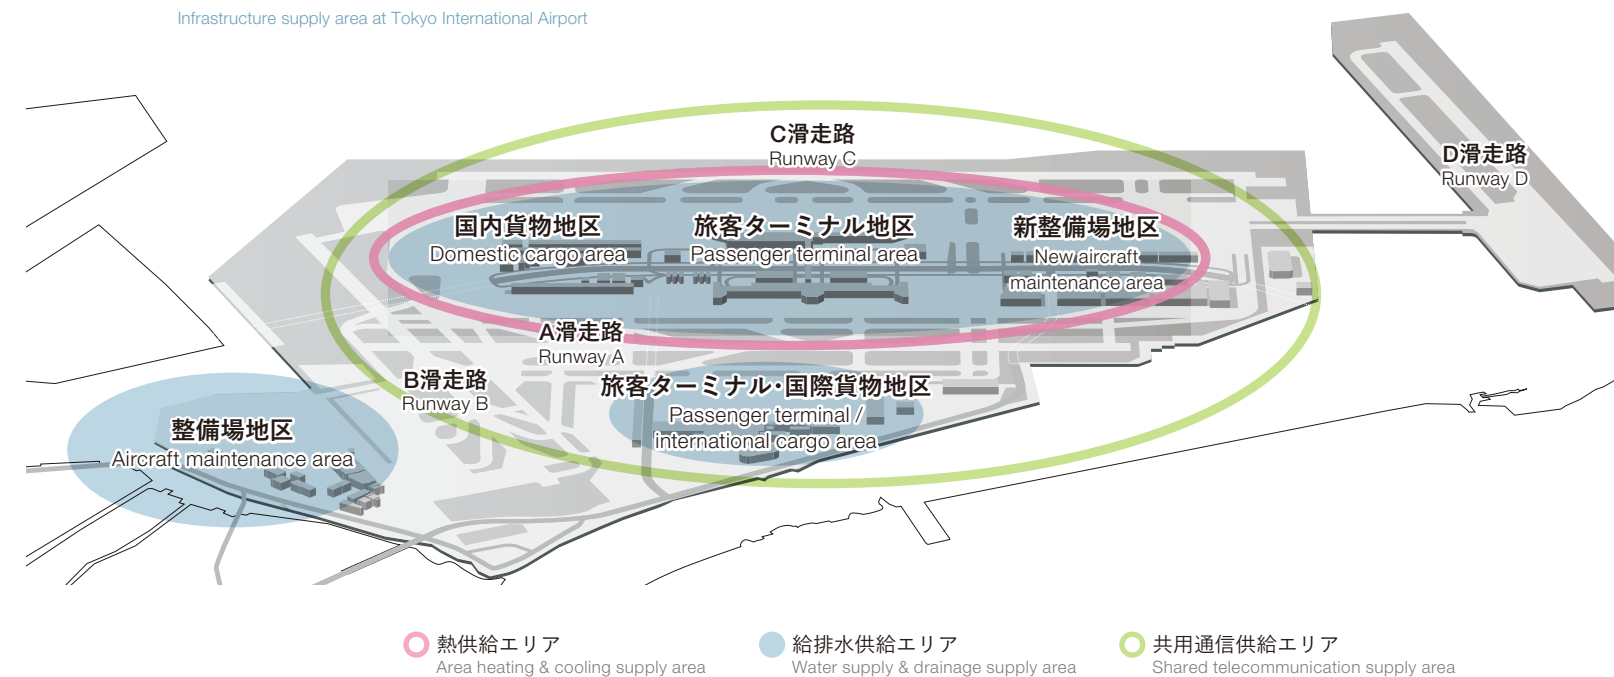 Infrastructure supply area at Tokyo International Airport
C滑走路
Runway C
D滑走路
Runway D
国内貨物地区
Domestic cargo area
旅客ターミナル地区
Passenger terminal area
新整備場地区
New aircraft
maintenance area
A滑走路
Runway A
B滑走路
Runway B
旅客ターミナル・国際貨物地区
Passenger terminal /
international cargo area
整備場地区
Aircraft maintenance area
熱供給エリア
Area heating & cooling supply area
給排水供給エリア
Water supply & drainage supply area
共用通信供給エリア
Shared telecommunication supply area